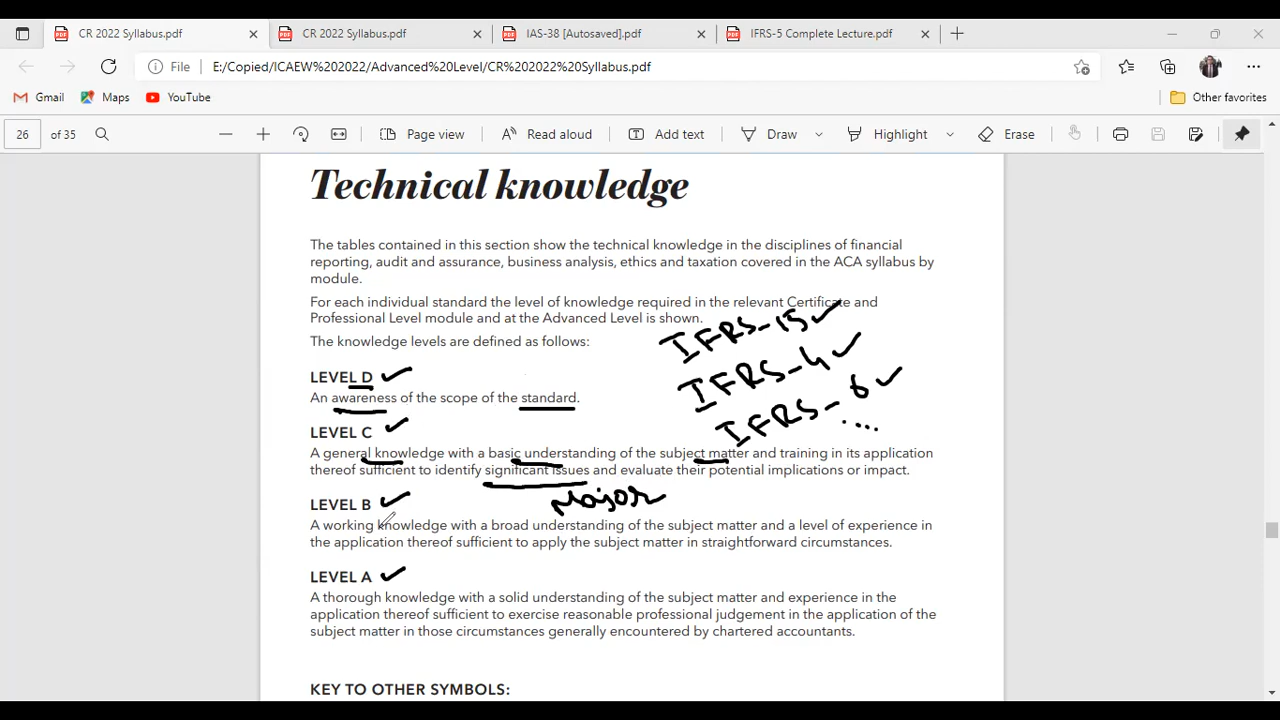 CR 2022 Syllabus.pdf
CR 2022 Syllabus.pdf
IAS-38 [Autosaved].pdf
IFRS-5 Complete Lecture.pdf
File E:/Copied/ICAEW%202022/Advanced%20Level/CR%202022%20Syllabus.pdf
Gmail Maps YouTube Other favorites
26 of 35 Page view Read aloud Add text Draw Highlight Erase
Technical knowledge
The tables contained in this section show the technical knowledge in the disciplines of financial
reporting, audit and assurance, business analysis, ethics and taxation covered in the ACA syllabus by
module.
For each individual standard the level of knowledge required in the relevant Certificate and
Professional Level module and at the Advanced Level is shown.
IFRS-15
The knowledge levels are defined as follows:
IFRS-4
LEVEL D
IFRS-6
An awareness of the scope of the standard.
....
LEVEL C
A general knowledge with a basic understanding of the subject matter and training in its application
thereof sufficient to identify significant issues and evaluate their potential implications or impact.
Major
LEVEL B
A working knowledge with a broad understanding of the subject matter and a level of experience in
the application thereof sufficient to apply the subject matter in straightforward circumstances.
LEVEL A
A thorough knowledge with a solid understanding of the subject matter and experience in the
application thereof sufficient to exercise reasonable professional judgement in the application of the
subject matter in those circumstances generally encountered by chartered accountants.
KEY TO OTHER SYMBOLS: